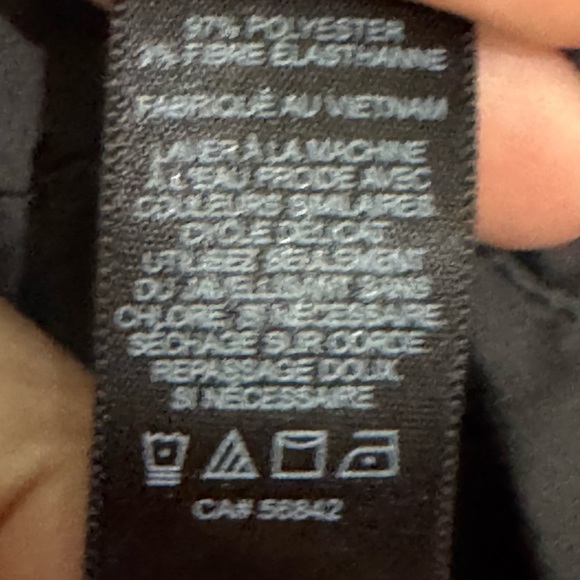 97% POLYESTER
3% FIBRE ÉLASTHANNE
FABRIQUÉ AU VIETNAM
LAVER À LA MACHINE
À L'EAU FROIDE AVEC
COULEURS SIMILAIRES
CYCLE DÉLICAT
UTILISEZ SEULEMENT
DU JAVELLISANT SANS
CHLORE, SI NÉCESSAIRE
SÉCHAGE SUR CORDE
REPASSAGE DOUX
SI NÉCESSAIRE
CA# 56842